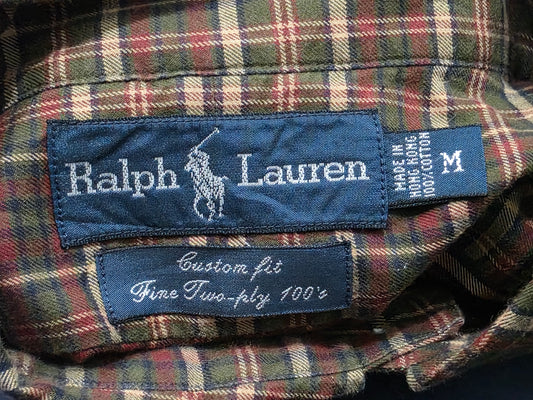 Ralph Lauren
MADE IN
HONG KONG
100% COTTON
M
Custom fit
Fine Two-ply 100's